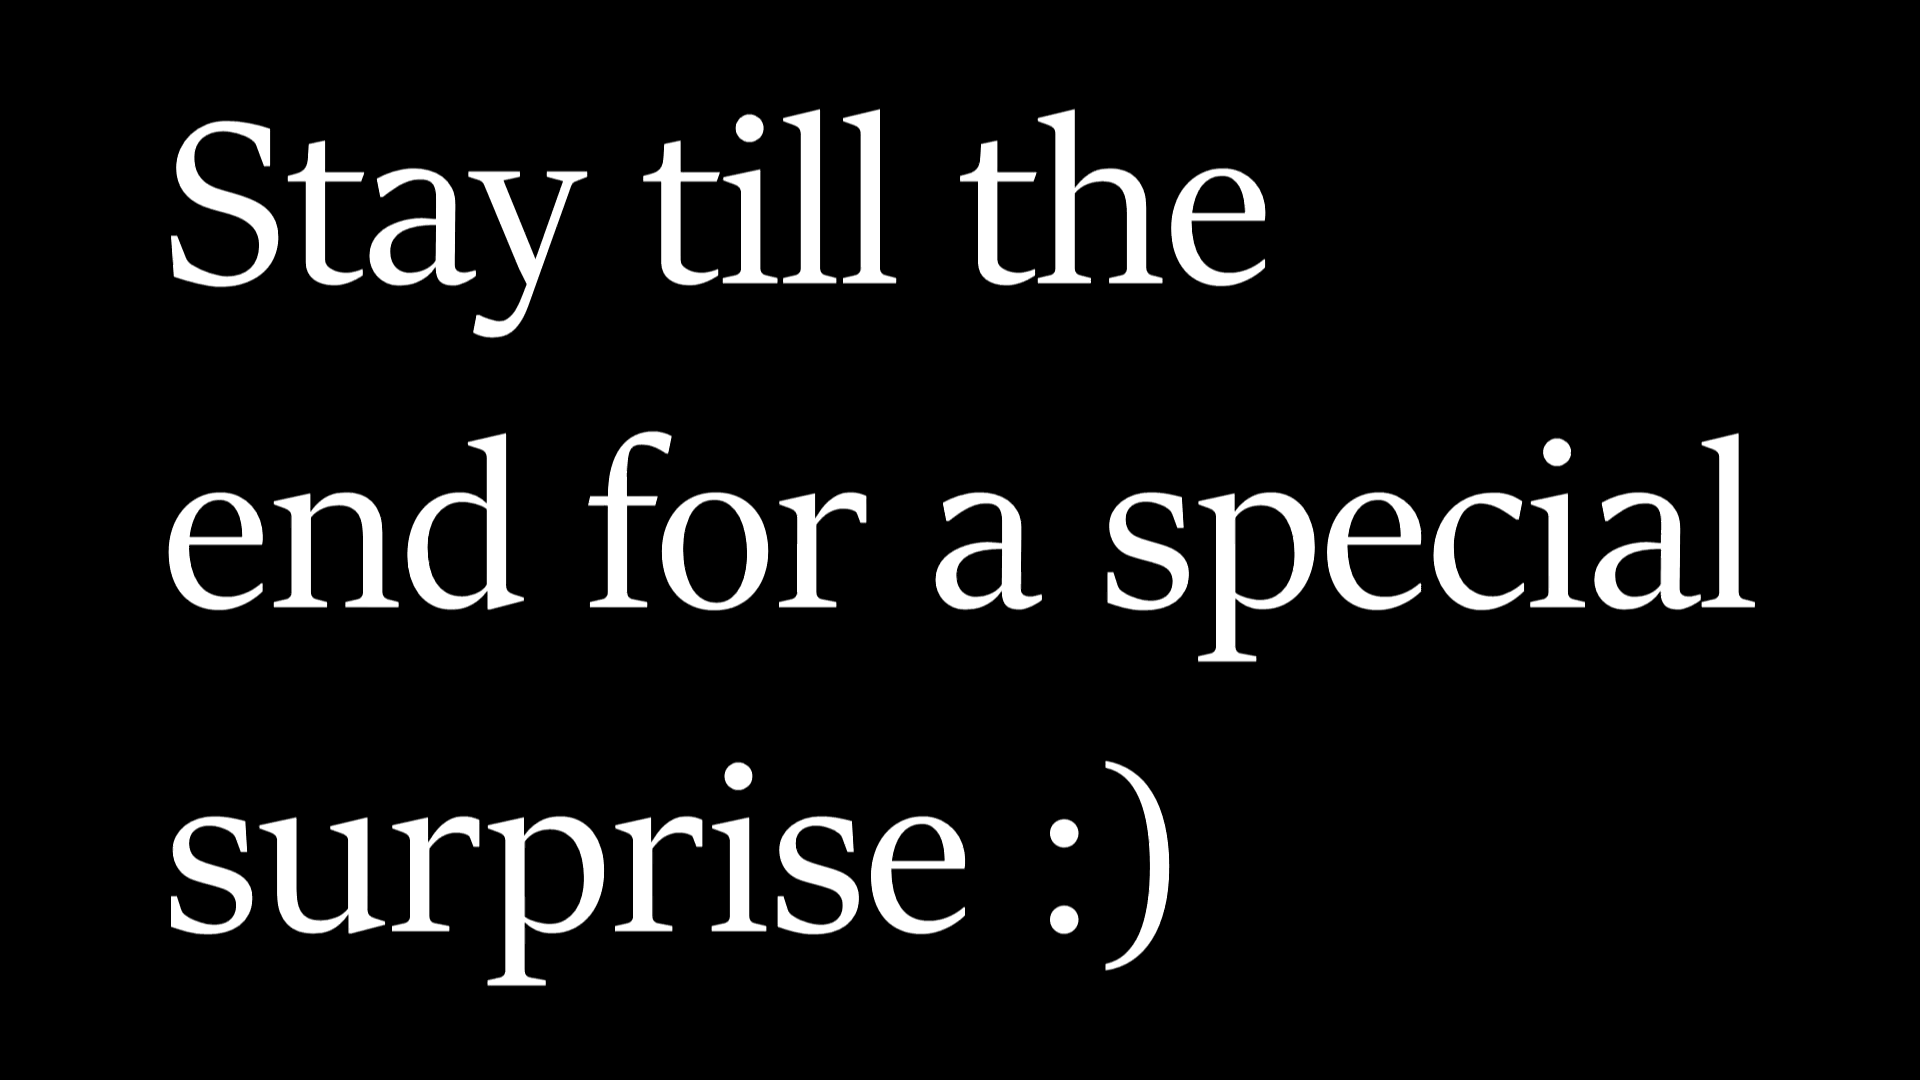 Stay till the
end for a special
surprise :)